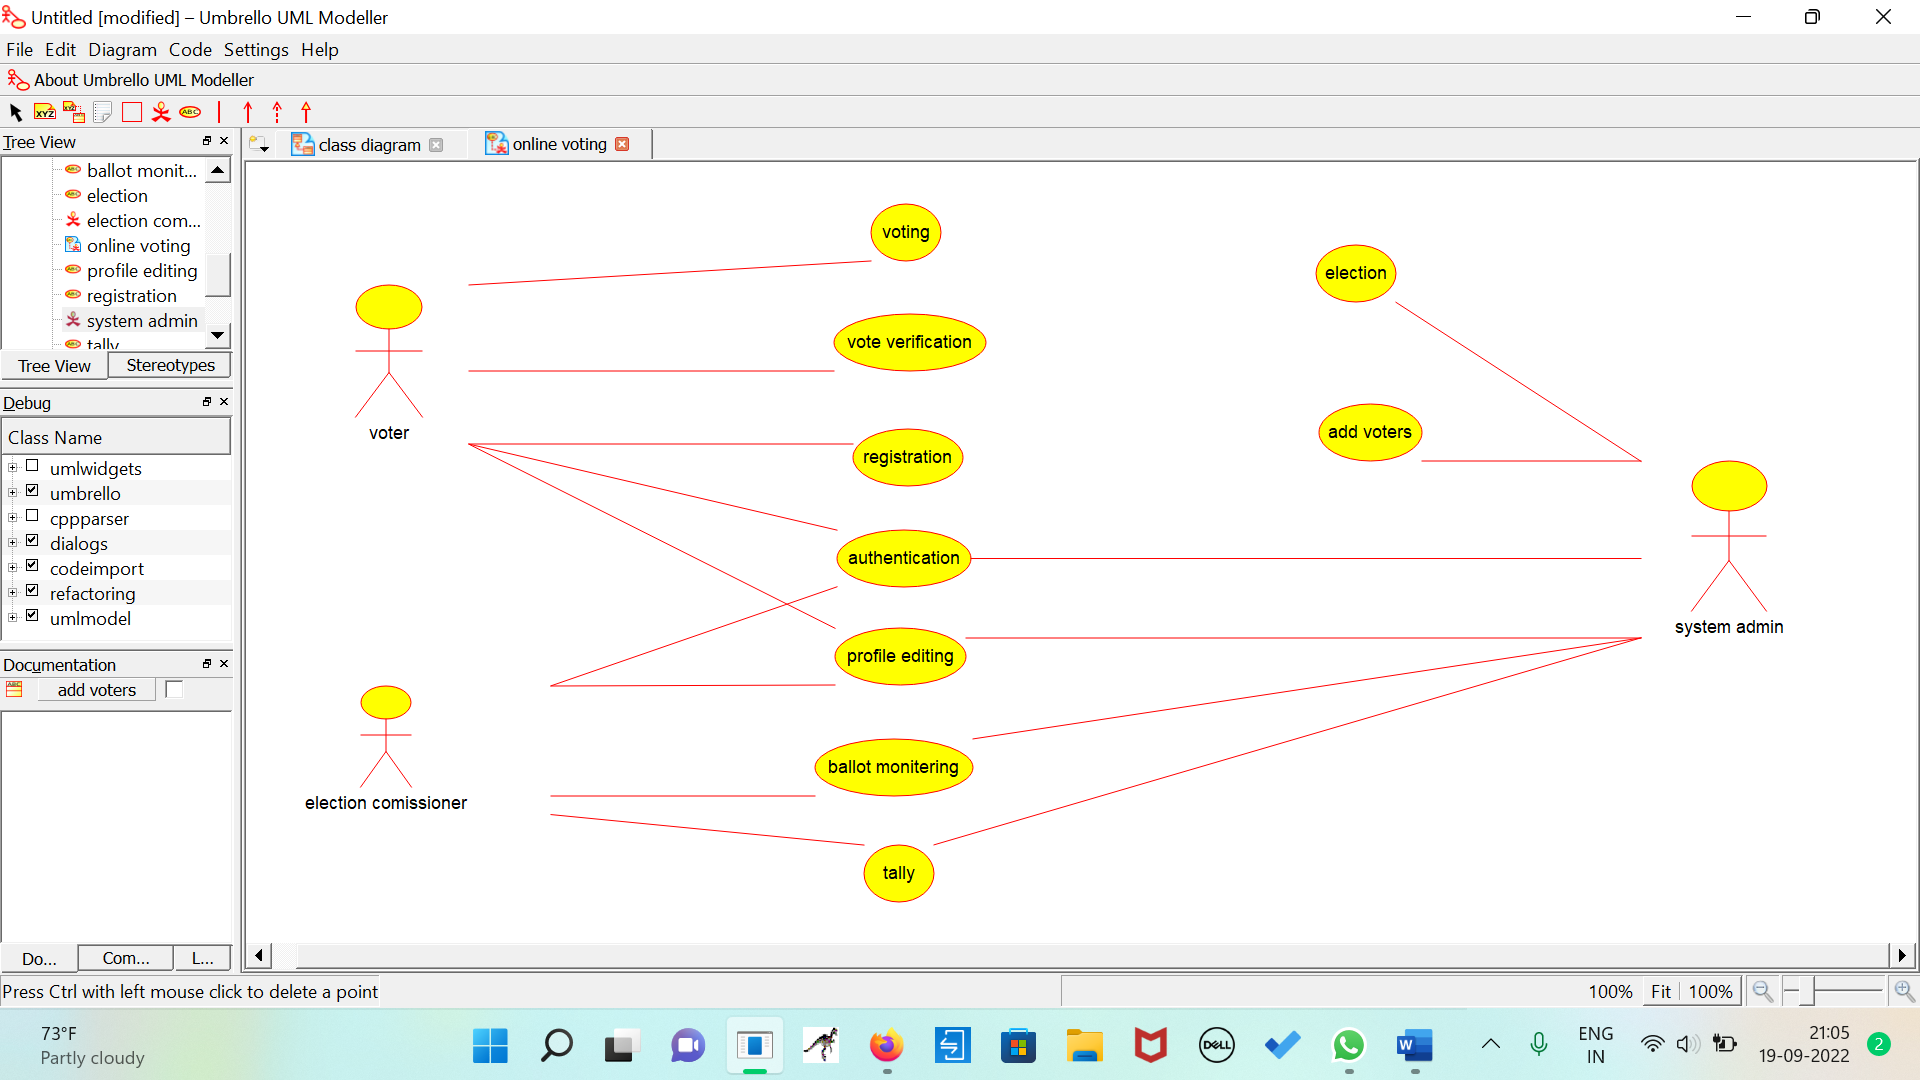 Untitled [modified] – Umbrello UML Modeller
File Edit Diagram Code Settings Help
About Umbrello UML Modeller
XYZ XYZ ABC
Tree View
class diagram online voting
ballot monit...
election
election com...
online voting
profile editing
registration
system admin
tally
Tree View Stereotypes
Debug
Class Name
umlwidgets
umbrello
cppparser
dialogs
codeimport
refactoring
umlmodel
Documentation
add voters
Do... Com... L...
voting
election
vote verification
voter
add voters
registration
authentication
system admin
profile editing
ballot monitering
election comissioner
tally
Press Ctrl with left mouse click to delete a point
100% Fit 100%
73°F
Partly cloudy
DELL
W
ENG
IN
21:05
19-09-2022
2